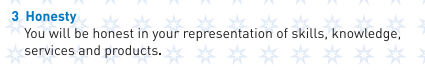 3 Honesty
You will be honest in your representation of skills, knowledge,
services and products.